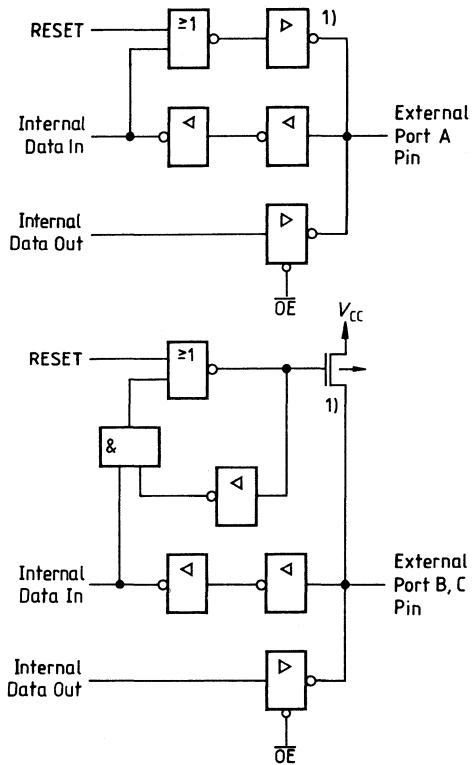 RESET
≥1
1)
Internal
Data In
External
Port A
Pin
Internal
Data Out
OE
V_CC
RESET
≥1
1)
&
Internal
Data In
External
Port B, C
Pin
Internal
Data Out
OE